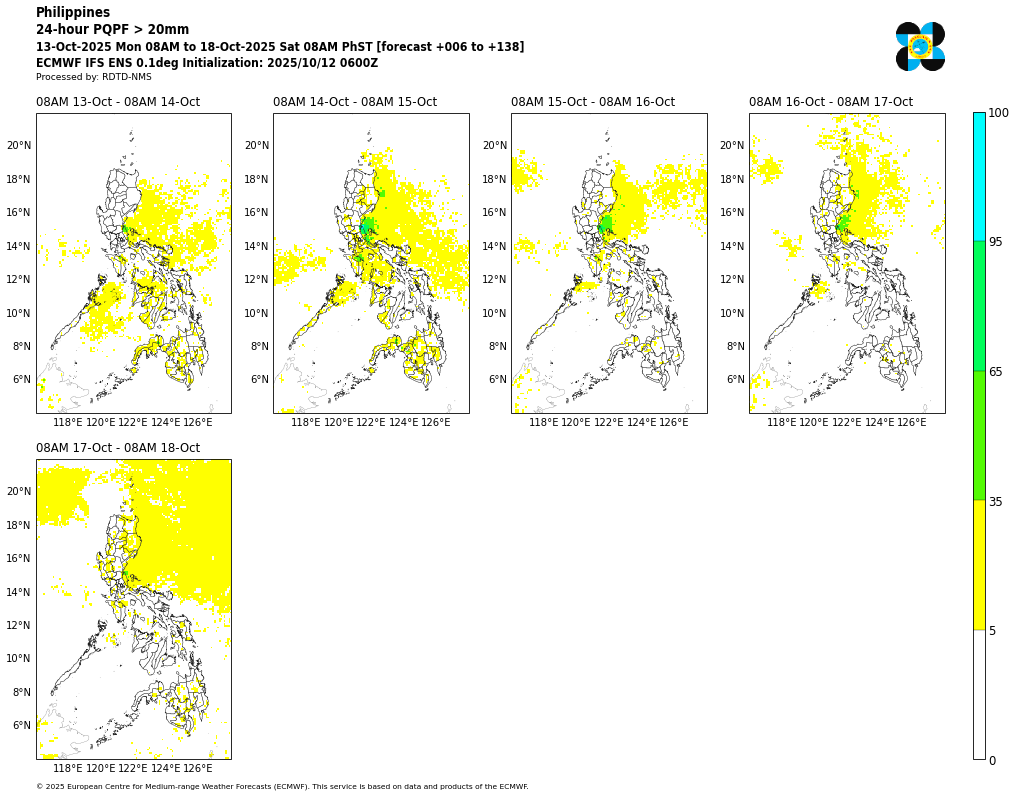 Philippines
24-hour PQPF > 20mm
13-Oct-2025 Mon 08AM to 18-Oct-2025 Sat 08AM PhST [forecast +006 to +138]
ECMWF IFS ENS 0.1deg Initialization: 2025/10/12 0600Z
Processed by: RDTD-NMS
08AM 13-Oct - 08AM 14-Oct
20°N
18°N
16°N
14°N
12°N
10°N
8°N
6°N
118°E 120°E 122°E 124°E 126°E
08AM 14-Oct - 08AM 15-Oct
20°N
18°N
16°N
14°N
12°N
10°N
8°N
6°N
118°E 120°E 122°E 124°E 126°E
08AM 15-Oct - 08AM 16-Oct
20°N
18°N
16°N
14°N
12°N
10°N
8°N
6°N
118°E 120°E 122°E 124°E 126°E
08AM 16-Oct - 08AM 17-Oct
20°N
18°N
16°N
14°N
12°N
10°N
8°N
6°N
118°E 120°E 122°E 124°E 126°E
100
95
65
35
5
0
08AM 17-Oct - 08AM 18-Oct
20°N
18°N
16°N
14°N
12°N
10°N
8°N
6°N
118°E 120°E 122°E 124°E 126°E
© 2025 European Centre for Medium-range Weather Forecasts (ECMWF). This service is based on data and products of the ECMWF.